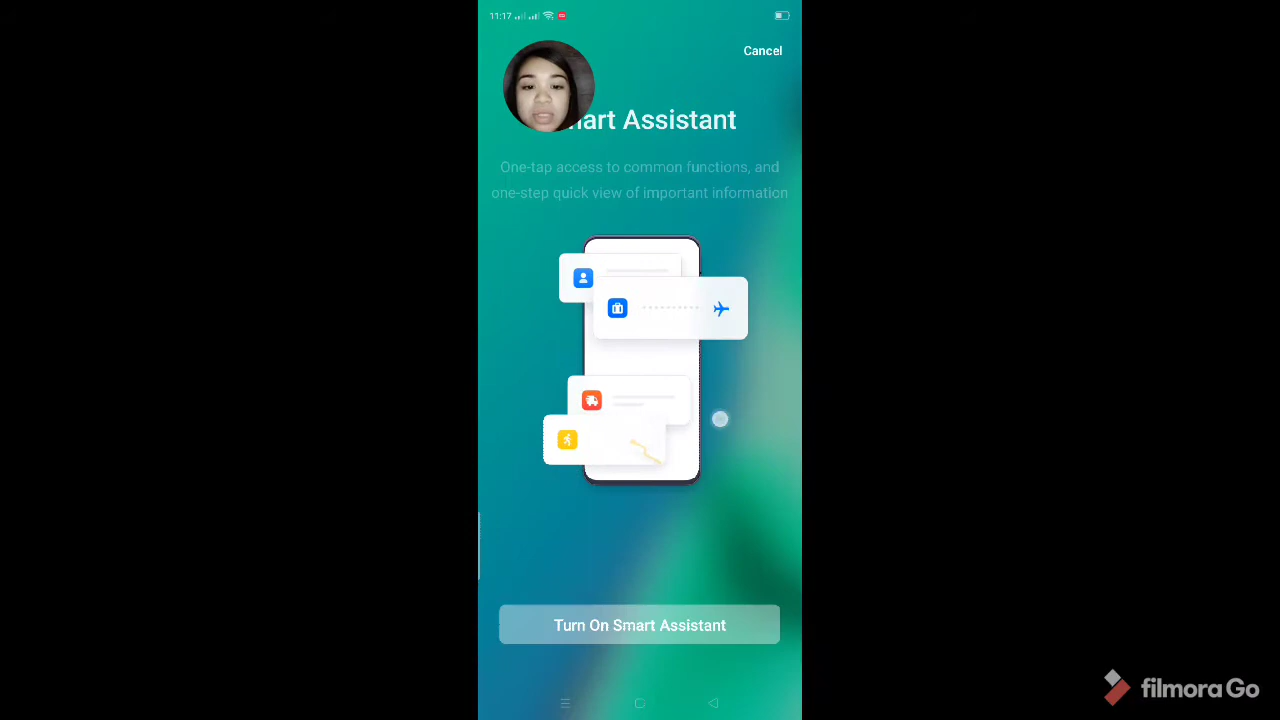 11:17
Cancel
mart Assistant
One-tap access to common functions, and
one-step quick view of important information
Turn On Smart Assistant
filmora Go